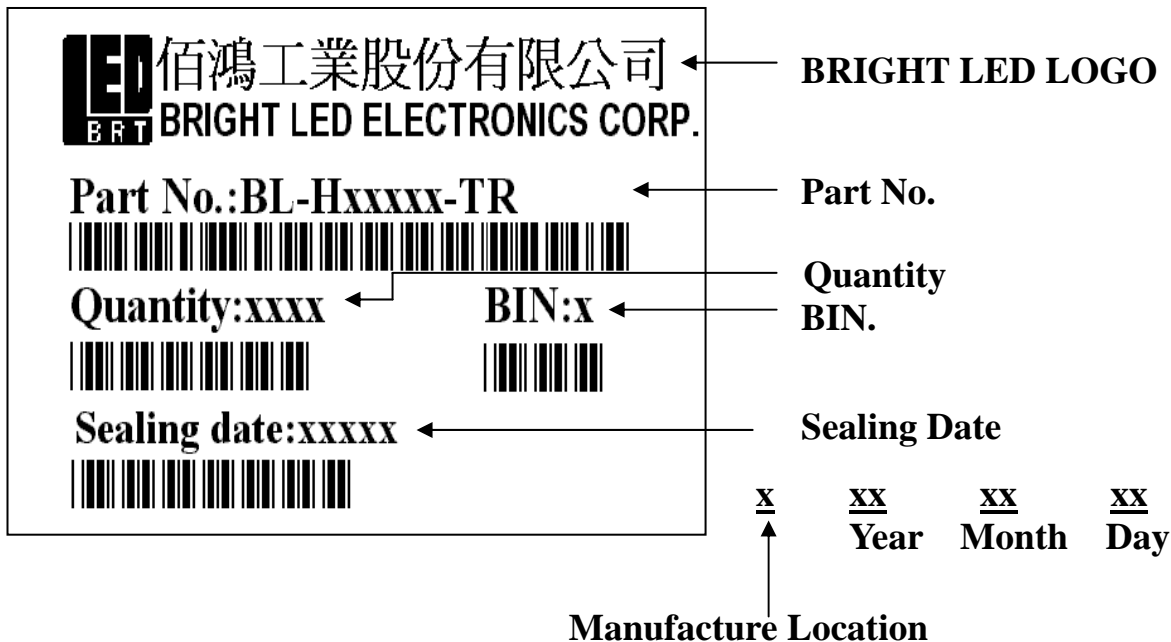 LED 佰鴻工業股份有限公司
BRT BRIGHT LED ELECTRONICS CORP.
BRIGHT LED LOGO
Part No.:BL-Hxxxxx-TR
Part No.
Quantity:xxxx
BIN:x
Quantity
BIN.
Sealing date:xxxxx
Sealing Date
x xx xx xx
Year Month Day
Manufacture Location